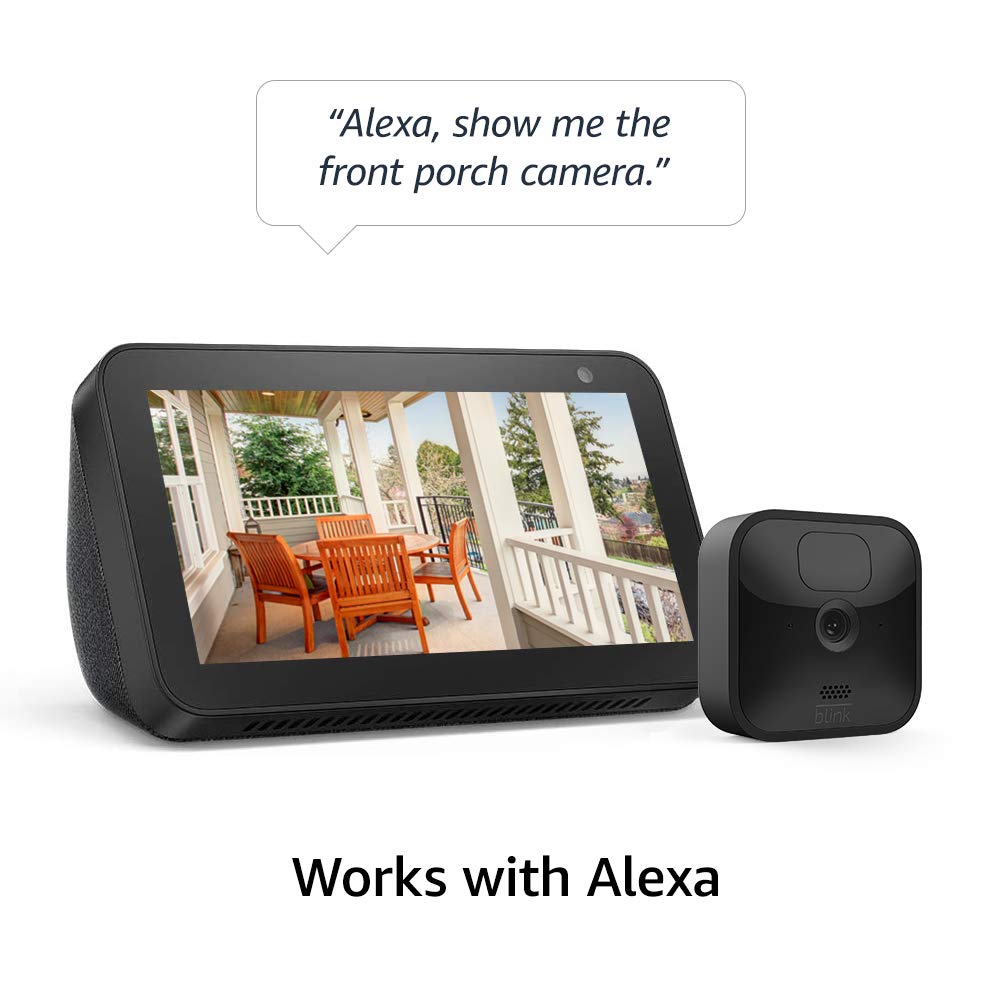 “Alexa, show me the
front porch camera.”
blink
Works with Alexa